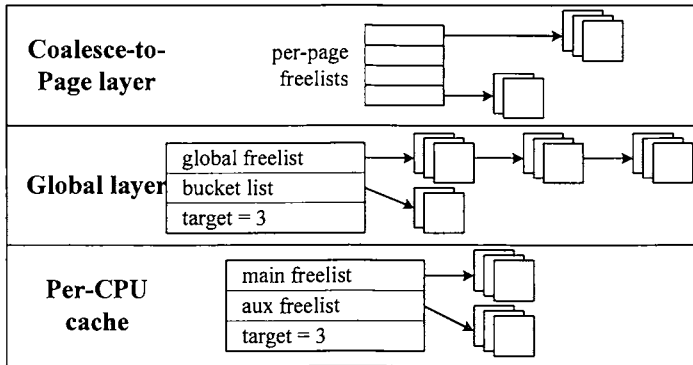 Coalesce-to-
Page layer
per-page
freelists
Global layer
global freelist
bucket list
target = 3
Per-CPU
cache
main freelist
aux freelist
target = 3